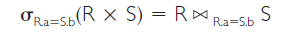 σR.a=S.b(R × S) = R ⋈ R.a=S.b S